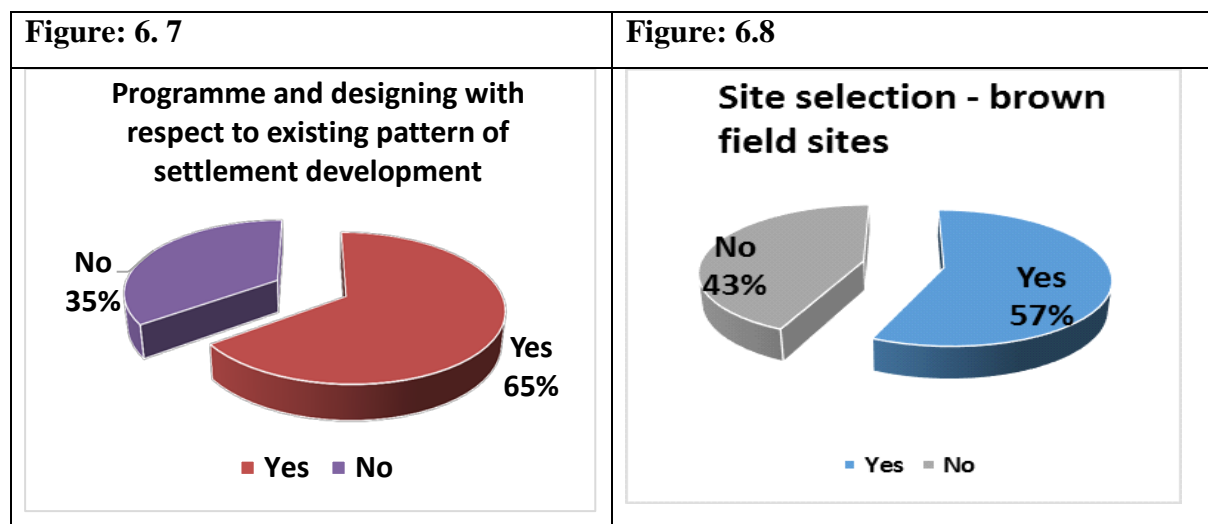 Figure: 6. 7
Figure: 6.8
Programme and designing with
respect to existing pattern of
settlement development
No
35%
Yes
65%
Yes No
Site selection - brown
field sites
No
43%
Yes
57%
Yes No